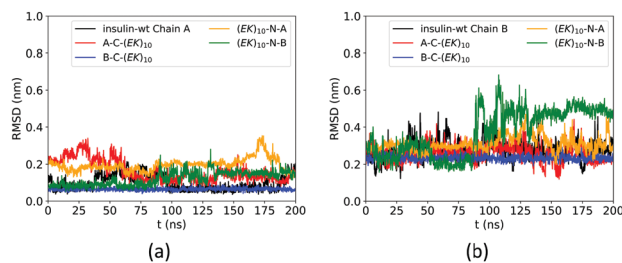 1.0
0.8
0.6
0.4
0.2
0.0
RMSD (nm)
insulin-wt Chain A
A-C-(EK)10
B-C-(EK)10
(EK)10-N-A
(EK)10-N-B
0 25 50 75 100 125 150 175 200
t (ns)
(a)
1.0
0.8
0.6
0.4
0.2
0.0
RMSD (nm)
insulin-wt Chain B
A-C-(EK)10
B-C-(EK)10
(EK)10-N-A
(EK)10-N-B
0 25 50 75 100 125 150 175 200
t (ns)
(b)